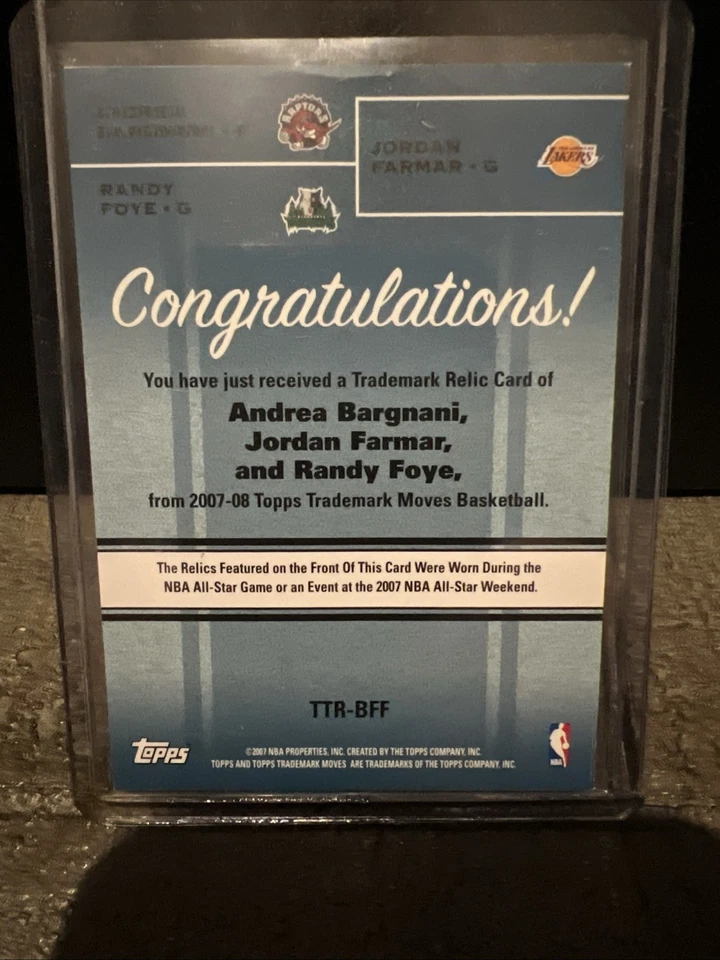 RAPTORS
JORDAN
FARMAR • G
LAKERS
RANDY
FOYE • G
Congratulations!
You have just received a Trademark Relic Card of
Andrea Bargnani,
Jordan Farmar,
and Randy Foye,
from 2007-08 Topps Trademark Moves Basketball.
The Relics Featured on the Front Of This Card Were Worn During the
NBA All-Star Game or an Event at the 2007 NBA All-Star Weekend.
TTR-BFF
topps
©2007 NBA PROPERTIES, INC. CREATED BY THE TOPPS COMPANY, INC.
TOPPS AND TOPPS TRADEMARK MOVES ARE TRADEMARKS OF THE TOPPS COMPANY, INC.
NBA